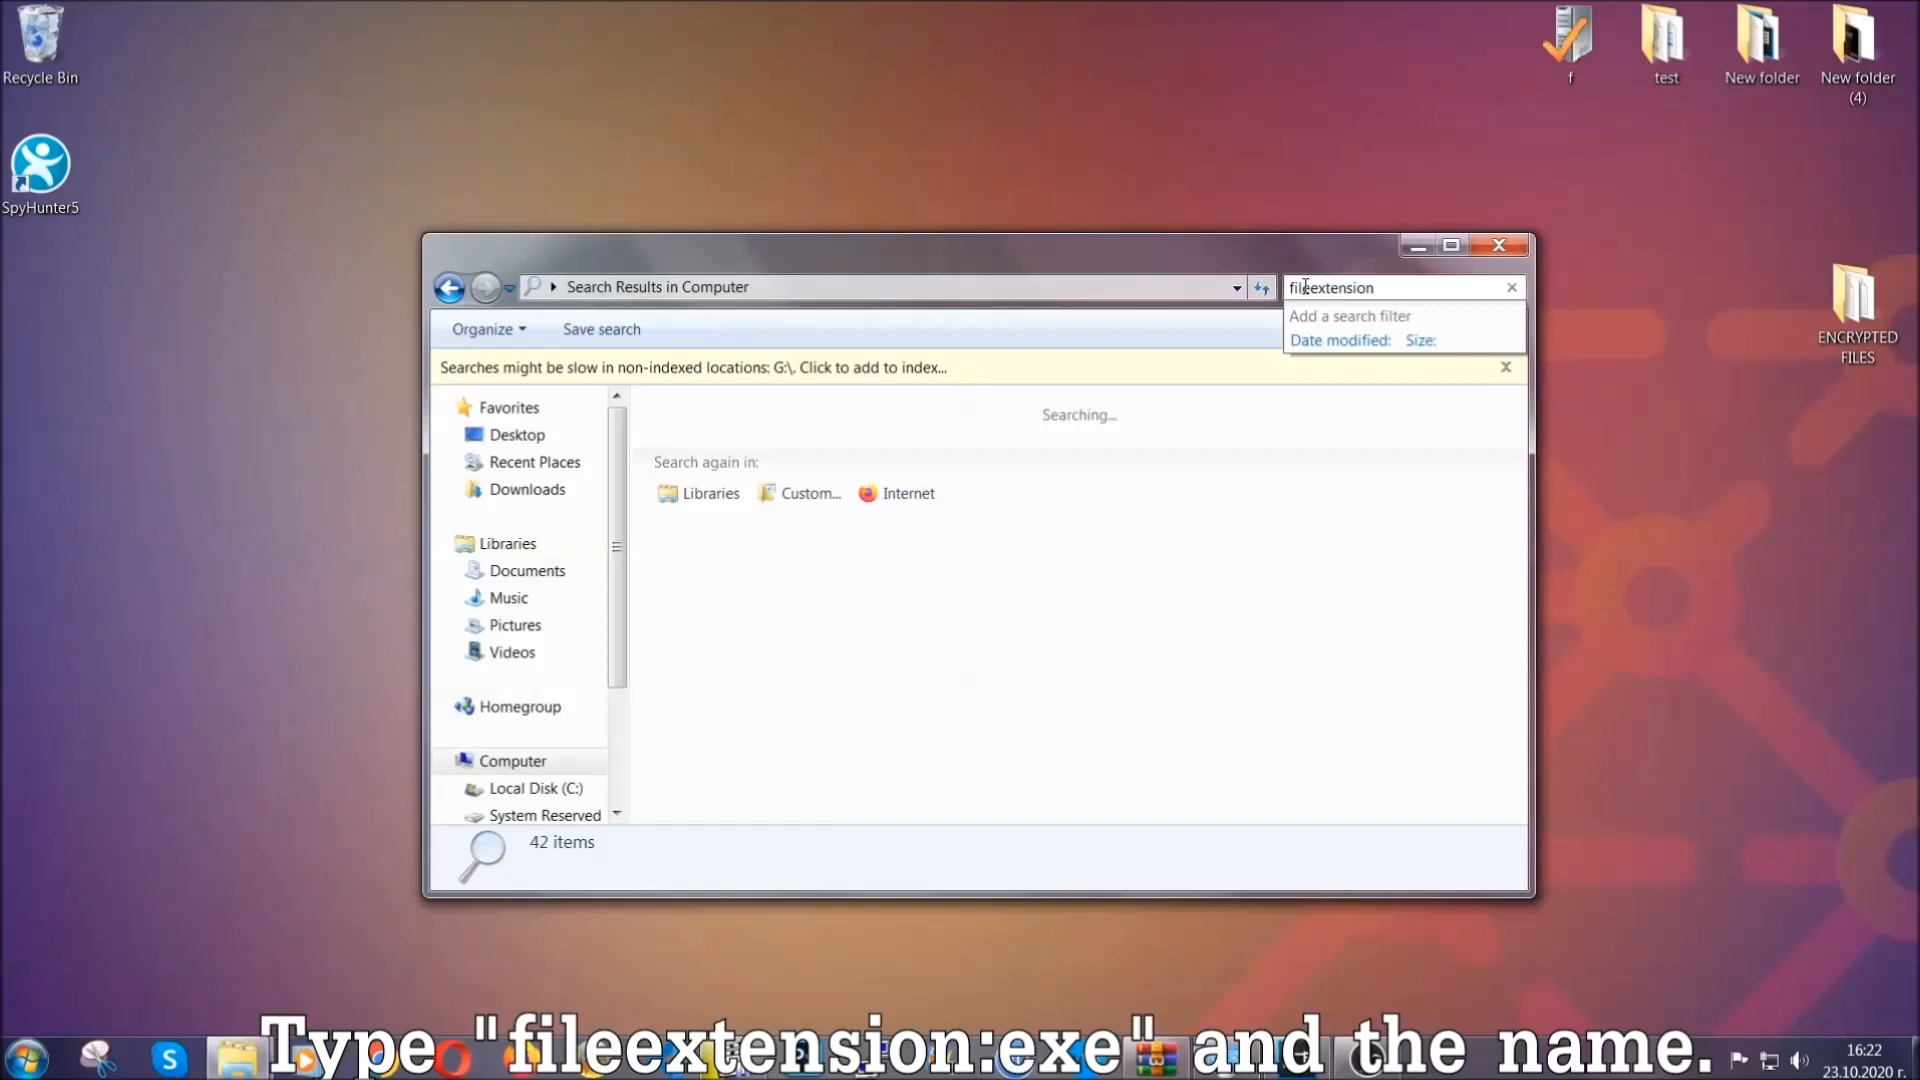 Recycle Bin
SpyHunter5
f
test
New folder
New folder
(4)
ENCRYPTED
FILES
Search Results in Computer
fileextension
Add a search filter
Date modified: Size:
Organize
Save search
Searches might be slow in non-indexed locations: G:\. Click to add to index...
Favorites
Desktop
Recent Places
Downloads
Libraries
Documents
Music
Pictures
Videos
Homegroup
Computer
Local Disk (C:)
System Reserved
Searching...
Search again in:
Libraries
Custom...
Internet
42 items
Type "fileextension:exe" and the name.
16:22
23.10.2020 г.